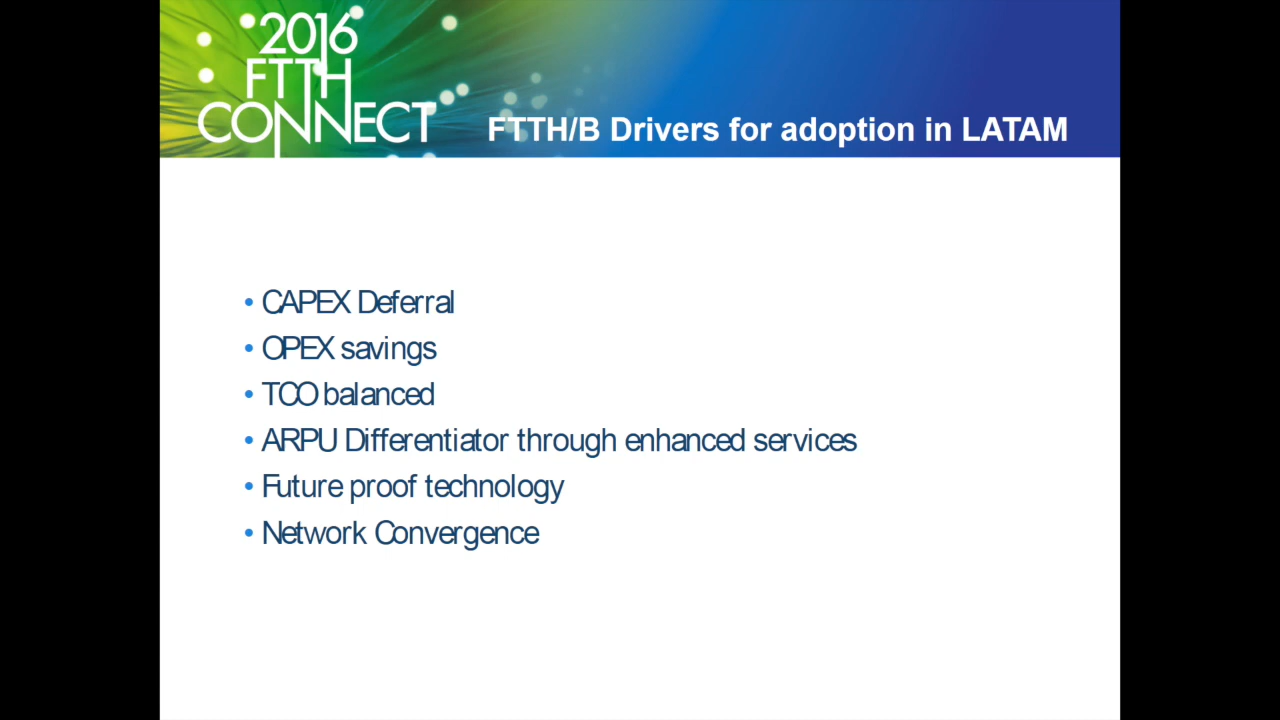 2016
FTTH
CONNECT
FTTH/B Drivers for adoption in LATAM
• CAPEX Deferral
• OPEX savings
• TCO balanced
• ARPU Differentiator through enhanced services
• Future proof technology
• Network Convergence